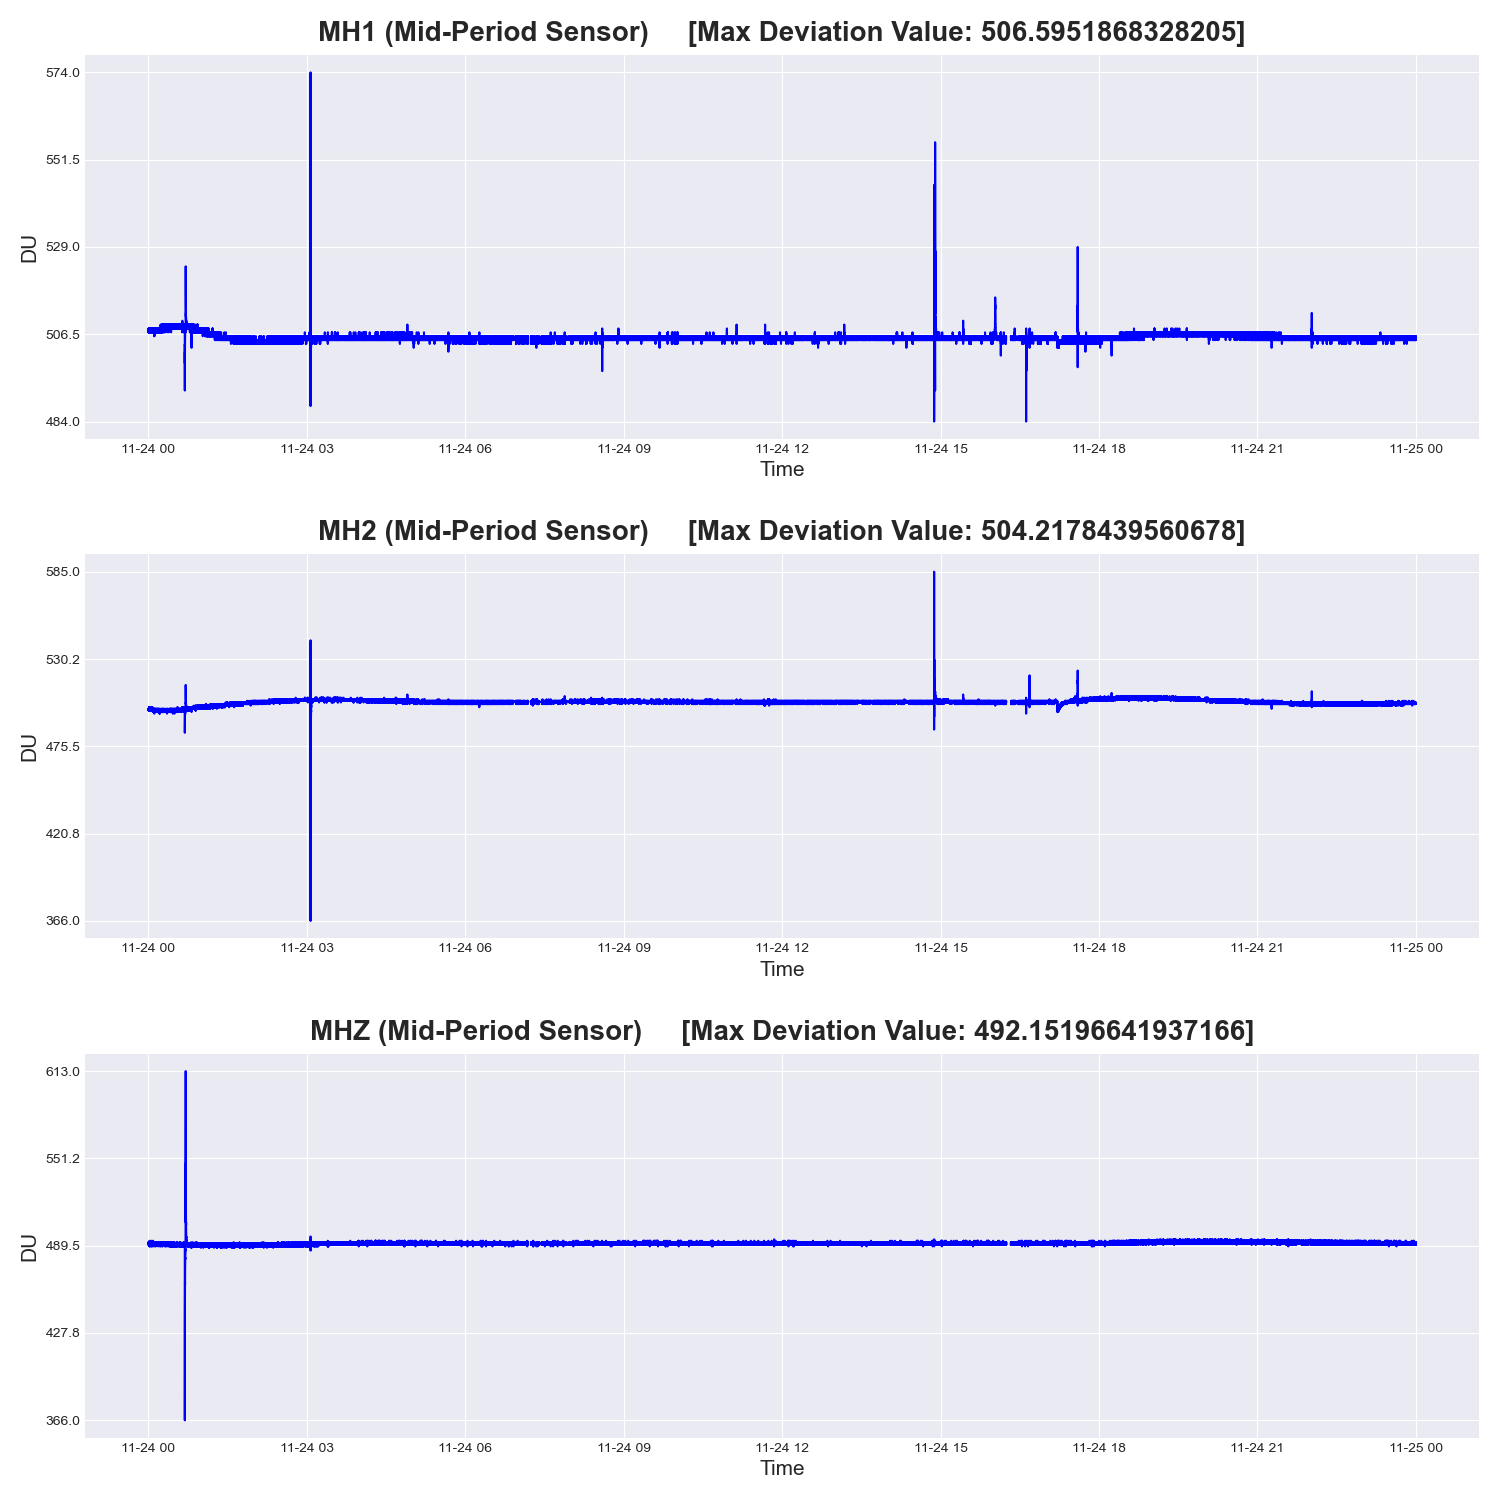 MH1 (Mid-Period Sensor) [Max Deviation Value: 506.5951868328205]
574.0
551.5
529.0
506.5
484.0
DU
11-24 00 11-24 03 11-24 06 11-24 09 11-24 12 11-24 15 11-24 18 11-24 21 11-25 00
Time
MH2 (Mid-Period Sensor) [Max Deviation Value: 504.2178439560678]
585.0
530.2
475.5
420.8
366.0
DU
11-24 00 11-24 03 11-24 06 11-24 09 11-24 12 11-24 15 11-24 18 11-24 21 11-25 00
Time
MHZ (Mid-Period Sensor) [Max Deviation Value: 492.15196641937166]
613.0
551.2
489.5
427.8
366.0
DU
11-24 00 11-24 03 11-24 06 11-24 09 11-24 12 11-24 15 11-24 18 11-24 21 11-25 00
Time